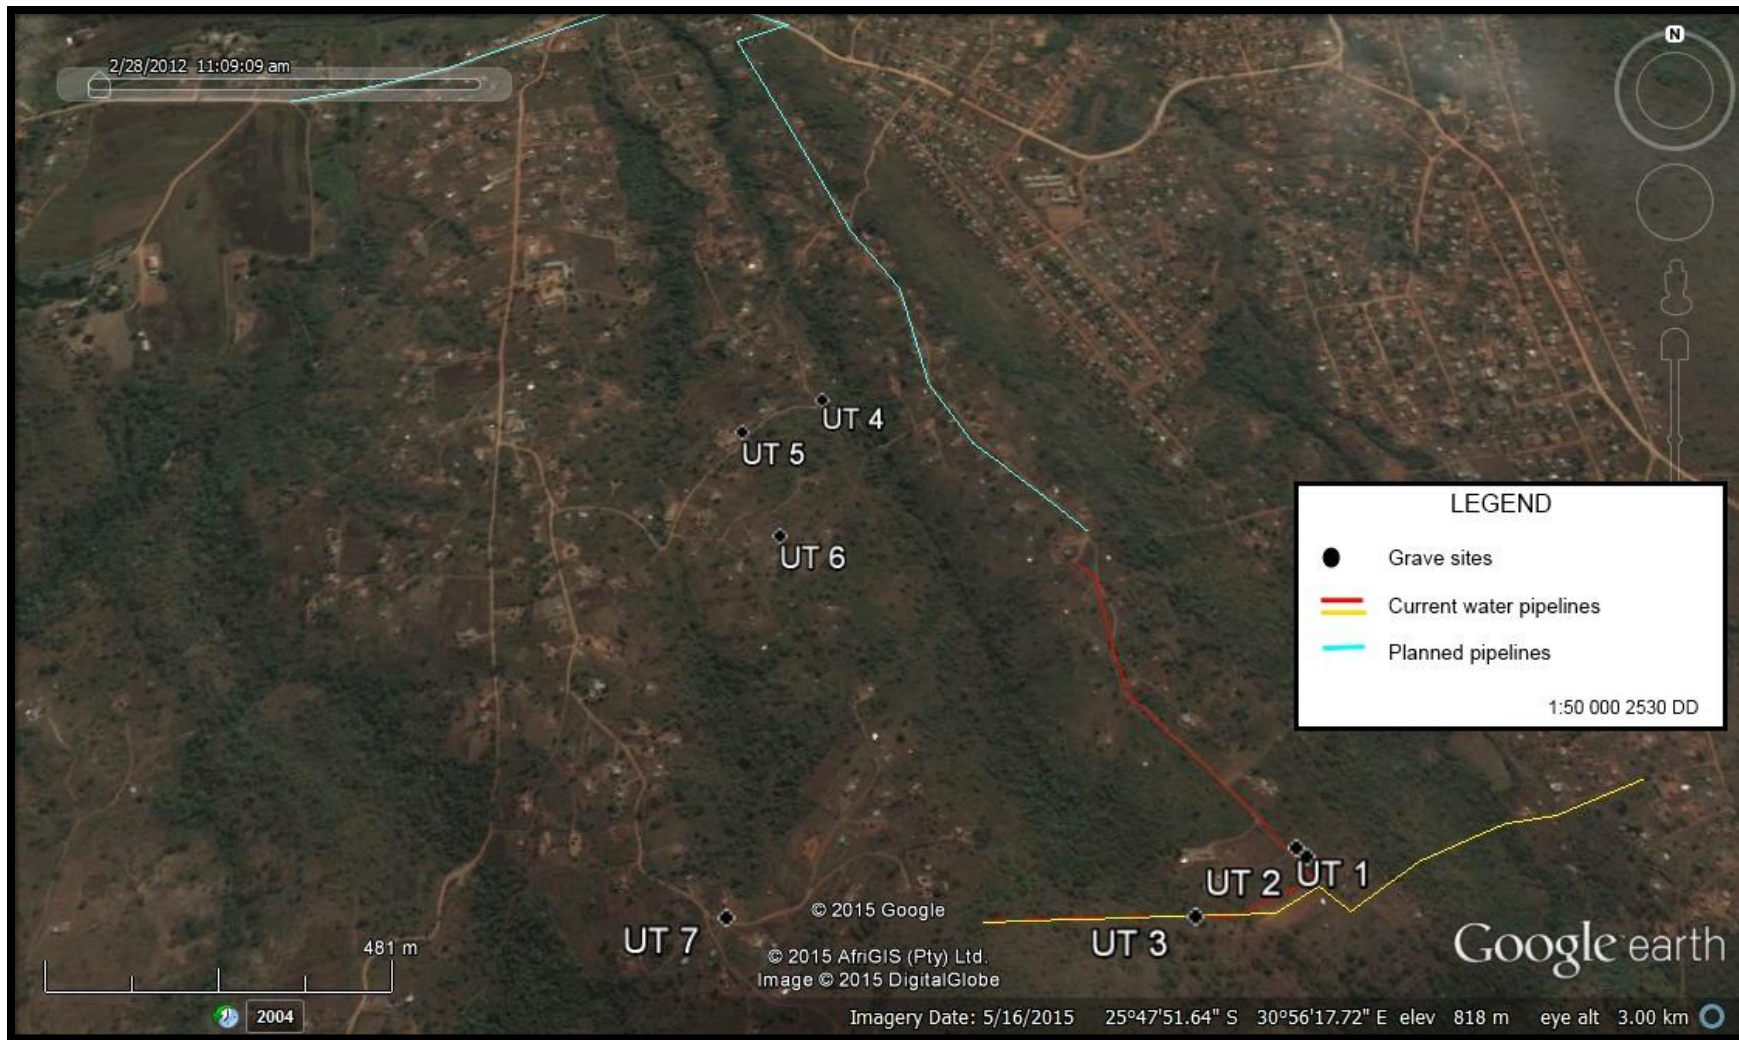 2/28/2012 11:09:09 am
N
UT 4
UT 5
UT 6
LEGEND
Grave sites
Current water pipelines
Planned pipelines
1:50 000 2530 DD
UT 2
UT 1
UT 7
UT 3
© 2015 Google
© 2015 AfriGIS (Pty) Ltd.
Image © 2015 DigitalGlobe
481 m
Google earth
2004
Imagery Date: 5/16/2015 25°47'51.64" S 30°56'17.72" E elev 818 m eye alt 3.00 km